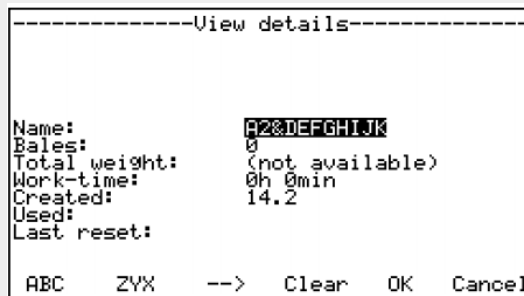 --------------View details--------------
Name: A2&DEFGHIJK
Bales: 0
Total weight: (not available)
Work-time: 0h 0min
Created: 14.2
Used:
Last reset:
ABC ZYX --> Clear OK Cancel